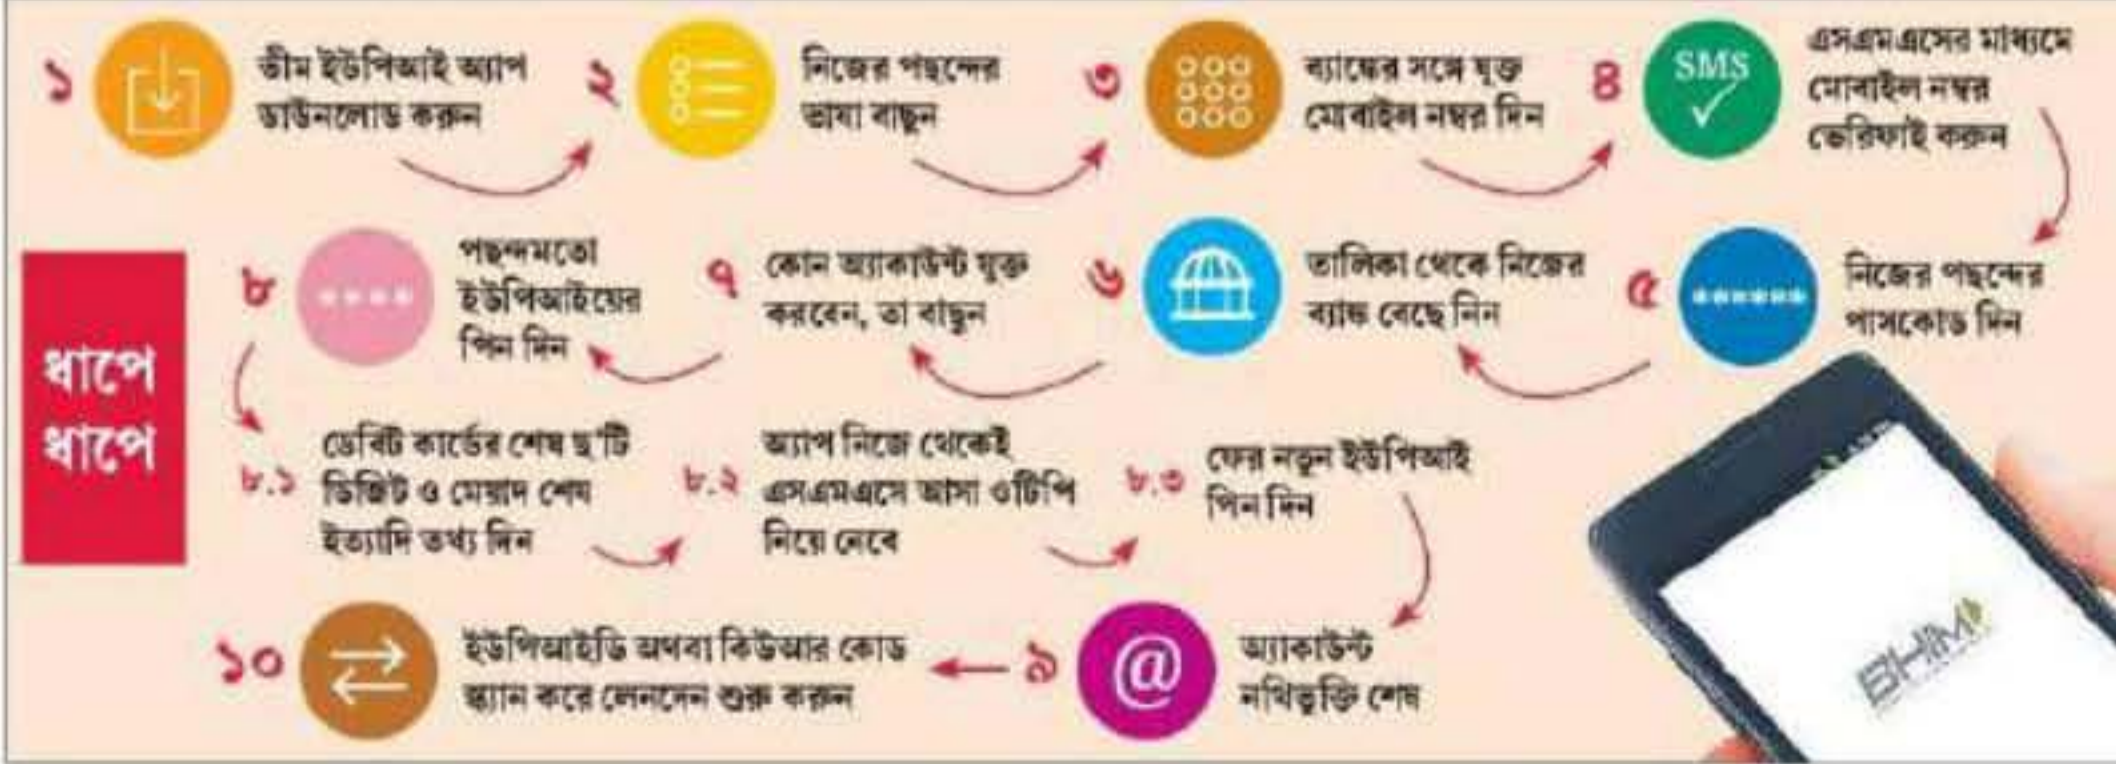 ১
ভীম ইউপিআই অ্যাপ
ডাউনলোড করুন
২
নিজের পছন্দের
ভাষা বাছুন
৩
ব্যাঙ্কের সঙ্গে যুক্ত
মোবাইল নম্বর দিন
৪
SMS
এসএমএসের মাধ্যমে
মোবাইল নম্বর
ভেরিফাই করুন
৫
নিজের পছন্দের
পাসকোড দিন
৬
তালিকা থেকে নিজের
ব্যাঙ্ক বেছে নিন
৭
কোন অ্যাকাউন্ট যুক্ত
করবেন, তা বাছুন
৮
পছন্দমতো
ইউপিআইয়ের
পিন দিন
ধাপে
ধাপে
৮.১
ডেবিট কার্ডের শেষ ছ'টি
ডিজিট ও মেয়াদ শেষ
ইত্যাদি তথ্য দিন
৮.২
অ্যাপ নিজে থেকেই
এসএমএসে আসা ওটিপি
নিয়ে নেবে
৮.৩
ফের নতুন ইউপিআই
পিন দিন
৯
@
অ্যাকাউন্ট
নথিভুক্তি শেষ
১০
ইউপিআইডি অথবা কিউআর কোড
স্ক্যান করে লেনদেন শুরু করুন
BHIM